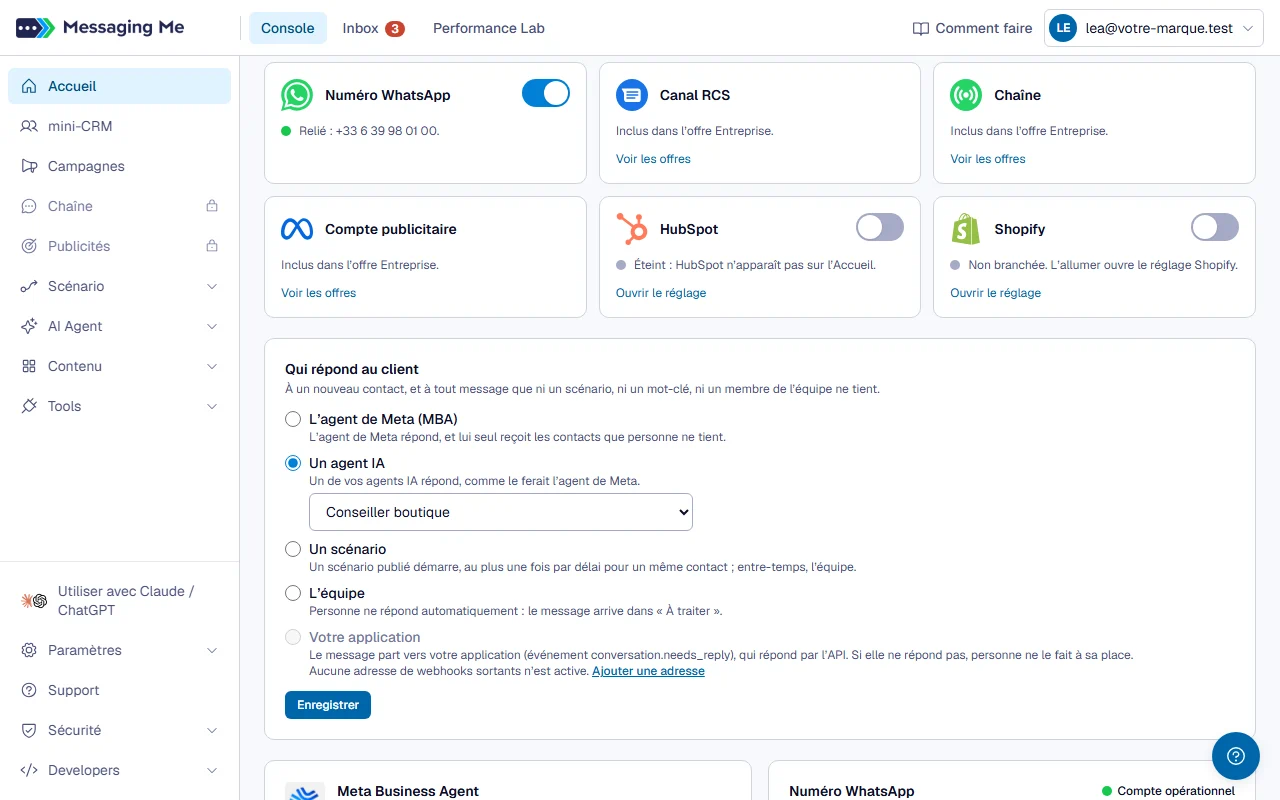 Messaging Me
Console
Inbox 3
Performance Lab
Comment faire
LE
lea@votre-marque.test
Accueil
mini-CRM
Campagnes
Chaîne
Publicités
Scénario
AI Agent
Contenu
Tools
Utiliser avec Claude /
ChatGPT
Paramètres
Support
Sécurité
Developers
Numéro WhatsApp
Relié : +33 6 39 98 01 00.
Canal RCS
Inclus dans l’offre Entreprise.
Voir les offres
Chaîne
Inclus dans l’offre Entreprise.
Voir les offres
Compte publicitaire
Inclus dans l’offre Entreprise.
Voir les offres
HubSpot
Éteint : HubSpot n’apparaît pas sur l’Accueil.
Ouvrir le réglage
Shopify
Non branchée. L’allumer ouvre le réglage Shopify.
Ouvrir le réglage
Qui répond au client
À un nouveau contact, et à tout message que ni un scénario, ni un mot-clé, ni un membre de l’équipe ne tient.
L’agent de Meta (MBA)
L’agent de Meta répond, et lui seul reçoit les contacts que personne ne tient.
Un agent IA
Un de vos agents IA répond, comme le ferait l’agent de Meta.
Conseiller boutique
Un scénario
Un scénario publié démarre, au plus une fois par délai pour un même contact ; entre-temps, l’équipe.
L’équipe
Personne ne répond automatiquement : le message arrive dans « À traiter ».
Votre application
Le message part vers votre application (événement conversation.needs_reply), qui répond par l’API. Si elle ne répond pas, personne ne le fait à sa place.
Aucune adresse de webhooks sortants n’est active. Ajouter une adresse
Enregistrer
Meta Business Agent
Numéro WhatsApp
Compte opérationnel